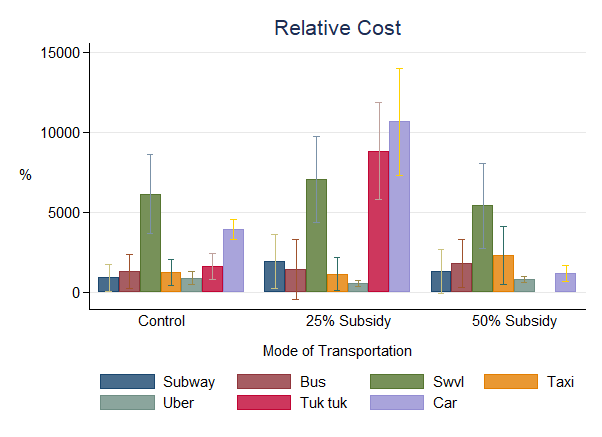 Relative Cost
15000
10000
%
5000
0
Control 25% Subsidy 50% Subsidy
Mode of Transportation
Subway Bus Swvl Taxi
Uber Tuk tuk Car